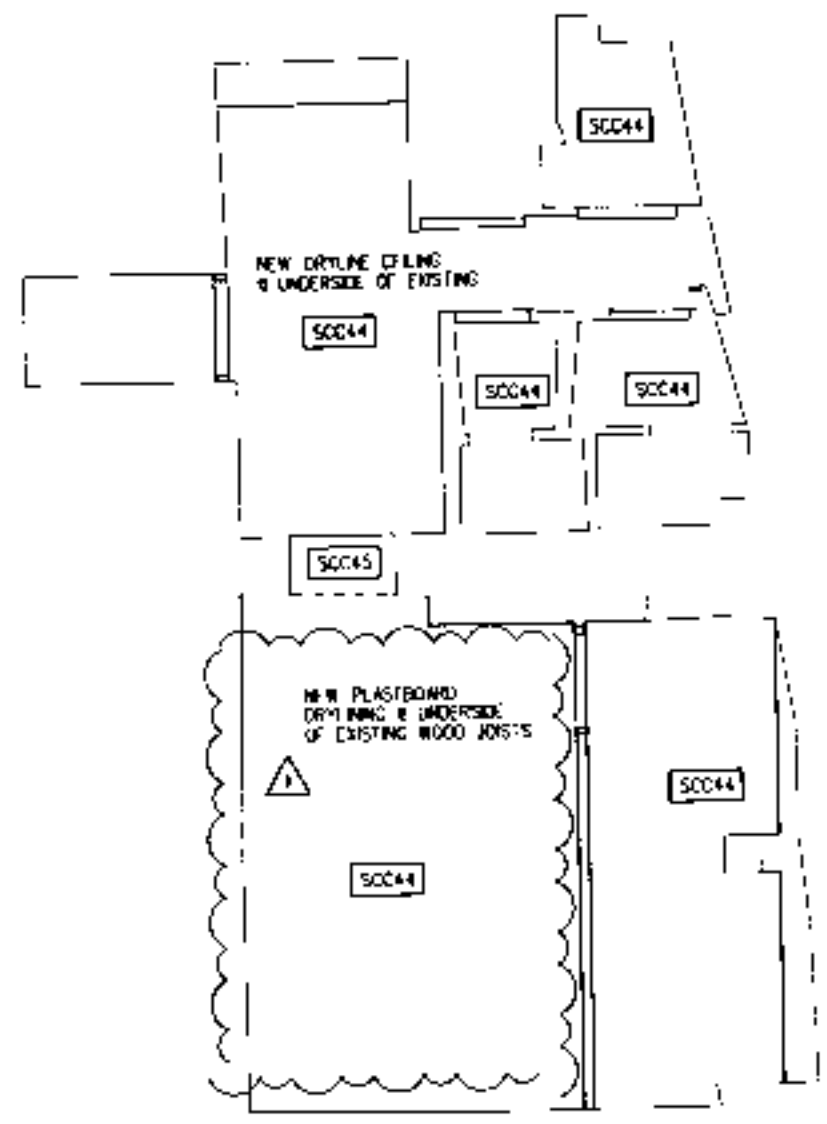 SCC44
NEW DRYLINE CEILING
@ UNDERSIDE OF EXISTING
SCC44
SCC44
SCC44
SCC45
NEW PLASTBOARD
DRYLINING @ UNDERSIDE
OF EXISTING WOOD JOISTS
SCC44
SCC44